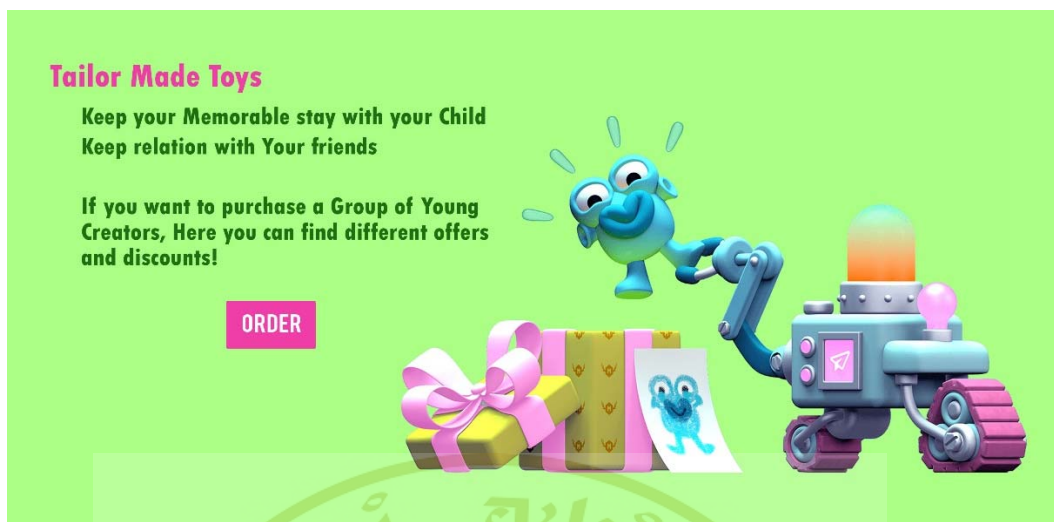 Tailor Made Toys
Keep your Memorable stay with your Child
Keep relation with Your friends
If you want to purchase a Group of Young
Creators, Here you can find different offers
and discounts!
ORDER